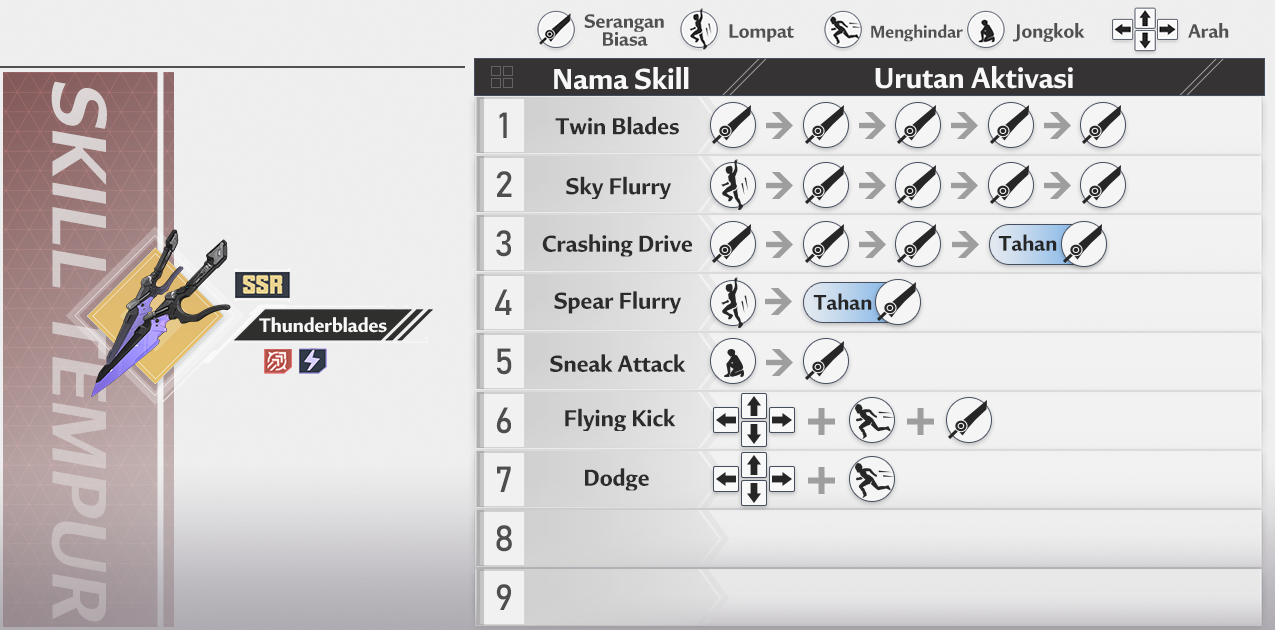 Serangan
Biasa
Lompat
Menghindar
Jongkok
Arah
SKILL TEMPUR
SSR
Thunderblades
Nama Skill
Urutan Aktivasi
1 Twin Blades
2 Sky Flurry
3 Crashing Drive Tahan
4 Spear Flurry Tahan
5 Sneak Attack
6 Flying Kick
7 Dodge
8
9